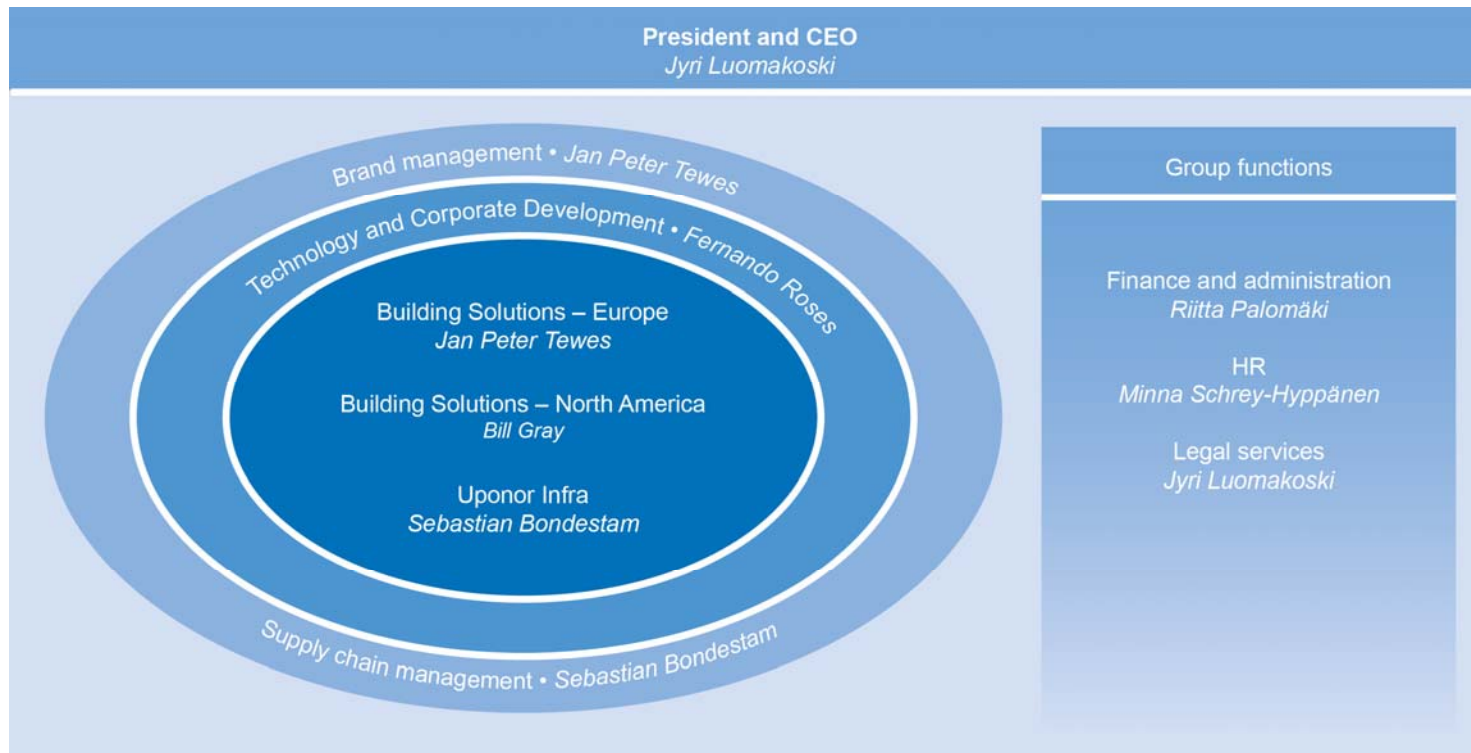 President and CEO
Jyri Luomakoski
Brand management • Jan Peter Tewes
Technology and Corporate Development • Fernando Roses
Building Solutions – Europe
Jan Peter Tewes
Building Solutions – North America
Bill Gray
Uponor Infra
Sebastian Bondestam
Supply chain management • Sebastian Bondestam
Group functions
Finance and administration
Riitta Palomäki
HR
Minna Schrey-Hyppänen
Legal services
Jyri Luomakoski